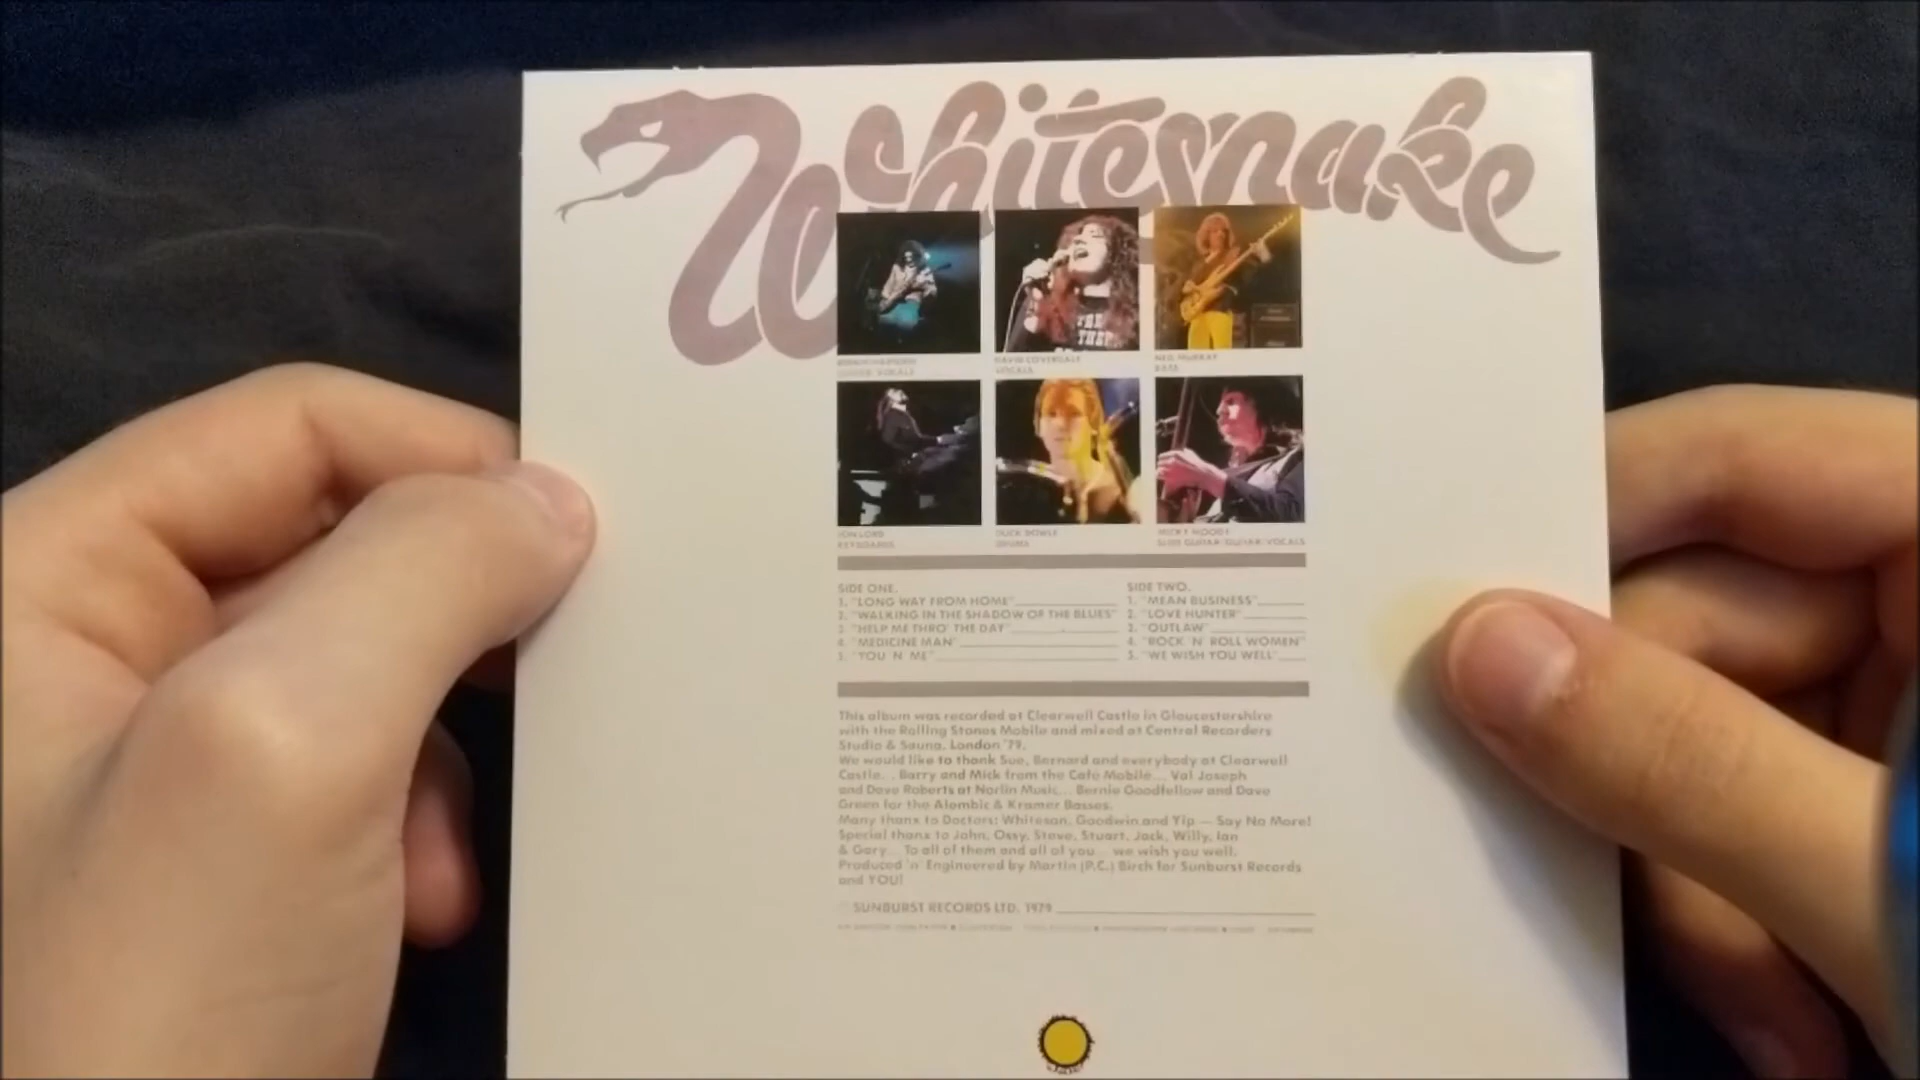 Whitesnake
THE
DAVID COVERDALE
VOCALS
NEIL MURRAY
BASS
JON LORD
KEYBOARDS
DUCK DOWLE
DRUMS
MICKY MOODY
SLIDE GUITAR/GUITAR/VOCALS
SIDE ONE.
1. "LONG WAY FROM HOME"
2. "WALKING IN THE SHADOW OF THE BLUES"
3. "HELP ME THRO' THE DAY"
4. "MEDICINE MAN"
5. "YOU 'N' ME"
SIDE TWO.
1. "MEAN BUSINESS"
2. "LOVE HUNTER"
3. "OUTLAW"
4. "ROCK 'N' ROLL WOMEN"
5. "WE WISH YOU WELL"
This album was recorded at Clearwell Castle in Gloucestershire
with the Rolling Stones Mobile and mixed at Central Recorders
Studio & Sauna, London '79.
We would like to thank Sue, Bernard and everybody at Clearwell
Castle... Barry and Mick from the Cafe Mobile... Val Joseph
and Dave Roberts at Norlin Music... Bernie Goodfellow and Dave
Green for the Alembic & Kramer Basses.
Many thanx to Doctors: Whiteson, Goodwin and Yip — Say No More!
Special thanx to John, Ossy, Steve, Stuart, Jack, Willy, Ian
& Gary... To all of them and all of you... we wish you well.
Produced 'n' Engineered by Martin (P.C.) Birch for Sunburst Records
and YOU!
SUNBURST RECORDS LTD. 1979